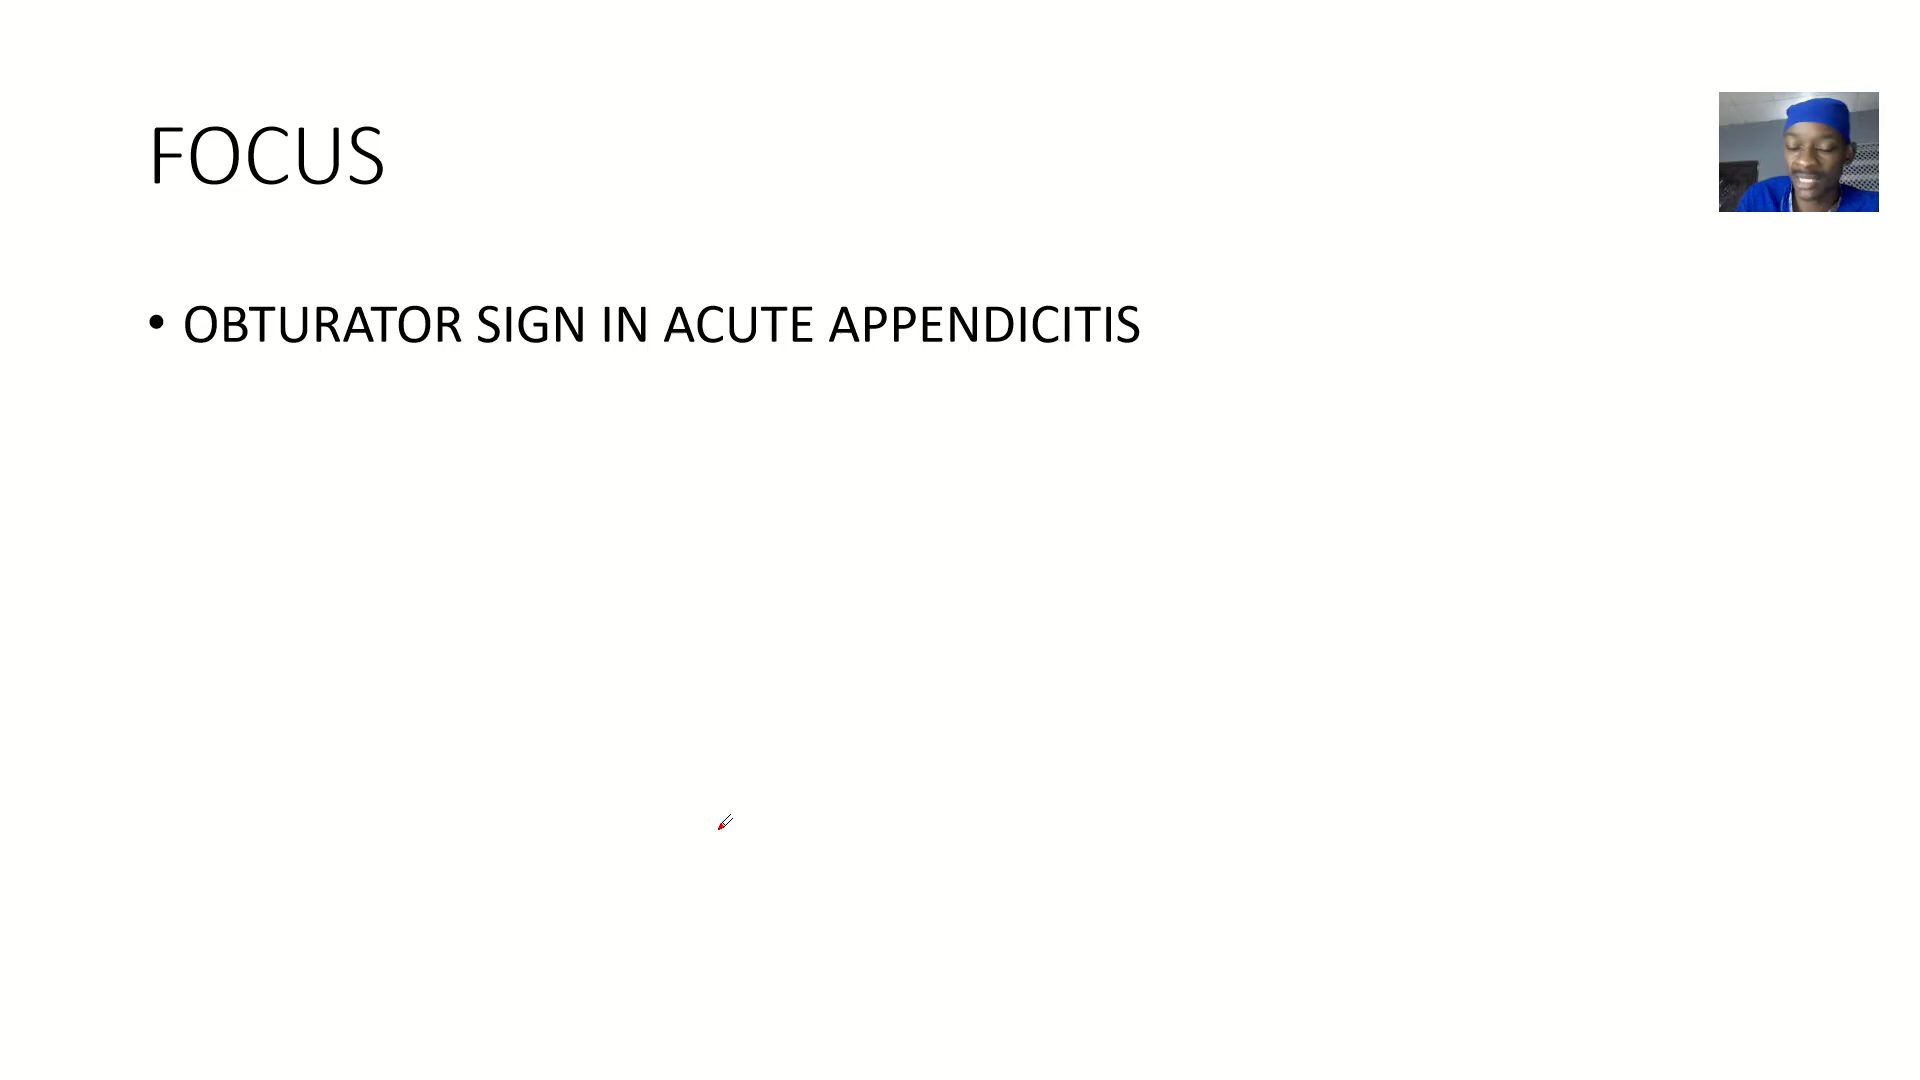 FOCUS
• OBTURATOR SIGN IN ACUTE APPENDICITIS